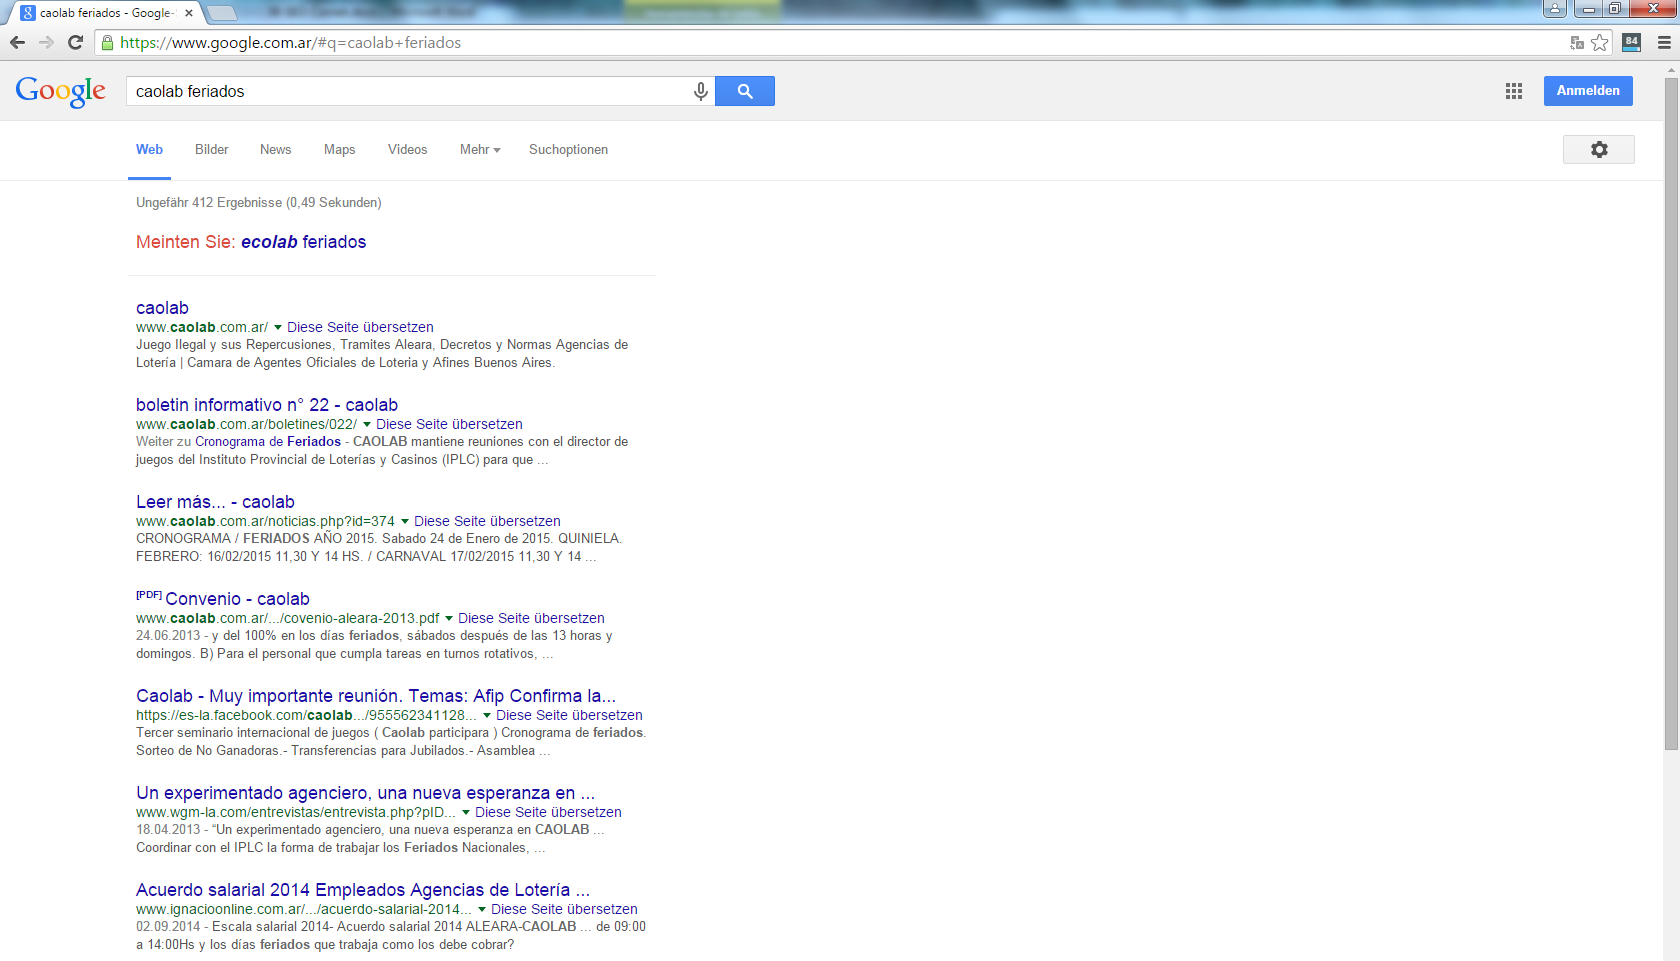 caolab feriados - Google-
https://www.google.com.ar/#q=caolab+feriados
84
Google
caolab feriados
Anmelden
Web Bilder News Maps Videos Mehr Suchoptionen
Ungefähr 412 Ergebnisse (0,49 Sekunden)
Meinten Sie: ecolab feriados
caolab
www.caolab.com.ar/ Diese Seite übersetzen
Juego Ilegal y sus Repercusiones, Tramites Aleara, Decretos y Normas Agencias de
Lotería | Camara de Agentes Oficiales de Loteria y Afines Buenos Aires.
boletin informativo n° 22 - caolab
www.caolab.com.ar/boletines/022/ Diese Seite übersetzen
Weiter zu Cronograma de Feriados - CAOLAB mantiene reuniones con el director de
juegos del Instituto Provincial de Loterías y Casinos (IPLC) para que ...
Leer más... - caolab
www.caolab.com.ar/noticias.php?id=374 Diese Seite übersetzen
CRONOGRAMA / FERIADOS AÑO 2015. Sabado 24 de Enero de 2015. QUINIELA.
FEBRERO: 16/02/2015 11,30 Y 14 HS. / CARNAVAL 17/02/2015 11,30 Y 14 ...
[PDF] Convenio - caolab
www.caolab.com.ar/.../covenio-aleara-2013.pdf Diese Seite übersetzen
24.06.2013 - y del 100% en los días feriados, sábados después de las 13 horas y
domingos. B) Para el personal que cumpla tareas en turnos rotativos, ...
Caolab - Muy importante reunión. Temas: Afip Confirma la...
https://es-la.facebook.com/caolab.../955562341128... Diese Seite übersetzen
Tercer seminario internacional de juegos ( Caolab participara ) Cronograma de feriados.
Sorteo de No Ganadoras.- Transferencias para Jubilados.- Asamblea ...
Un experimentado agenciero, una nueva esperanza en ...
www.wgm-la.com/entrevistas/entrevista.php?pID... Diese Seite übersetzen
18.04.2013 - “Un experimentado agenciero, una nueva esperanza en CAOLAB ...
Coordinar con el IPLC la forma de trabajar los Feriados Nacionales, ...
Acuerdo salarial 2014 Empleados Agencias de Lotería ...
www.ignacioonline.com.ar/.../acuerdo-salarial-2014... Diese Seite übersetzen
02.09.2014 - Escala salarial 2014- Acuerdo salarial 2014 ALEARA-CAOLAB ... de 09:00
a 14:00Hs y los días feriados que trabaja como los debe cobrar?